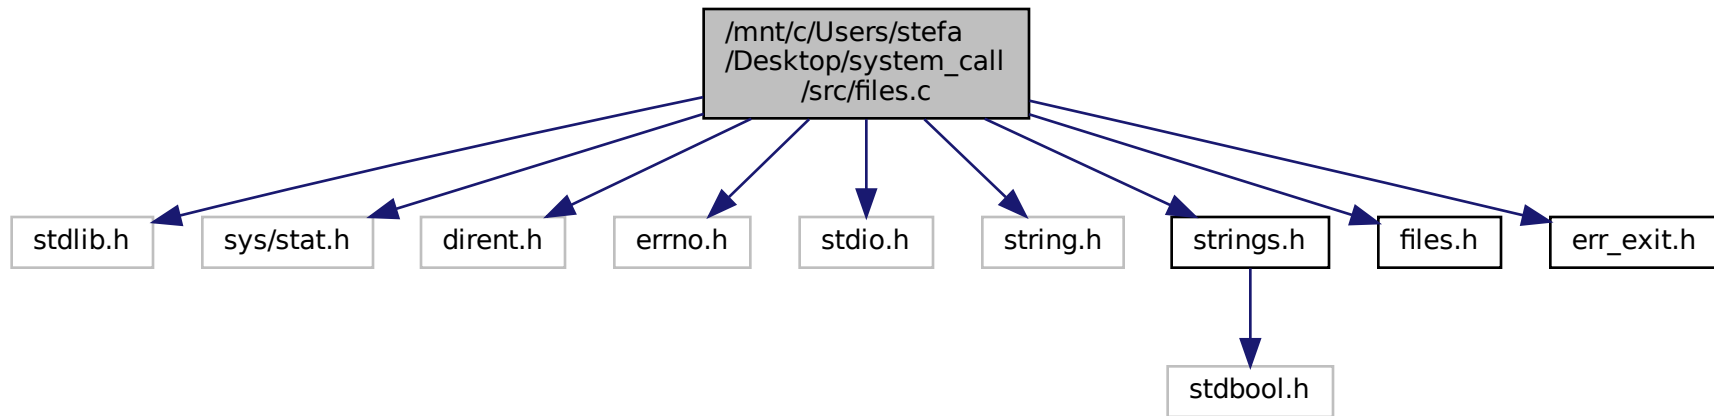 /mnt/c/Users/stefa
/Desktop/system_call
/src/files.c
stdlib.h
sys/stat.h
dirent.h
errno.h
stdio.h
string.h
strings.h
files.h
err_exit.h
stdbool.h